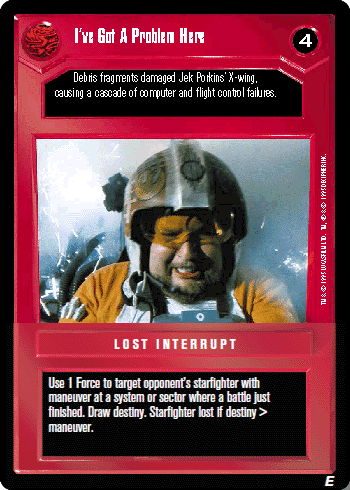 I've Got A Problem Here
4
Debris fragments damaged Jek Porkins' X-wing,
causing a cascade of computer and flight control failures.
LOST INTERRUPT
Use 1 Force to target opponent's starfighter with
maneuver at a system or sector where a battle just
finished. Draw destiny. Starfighter lost if destiny >
maneuver.
E